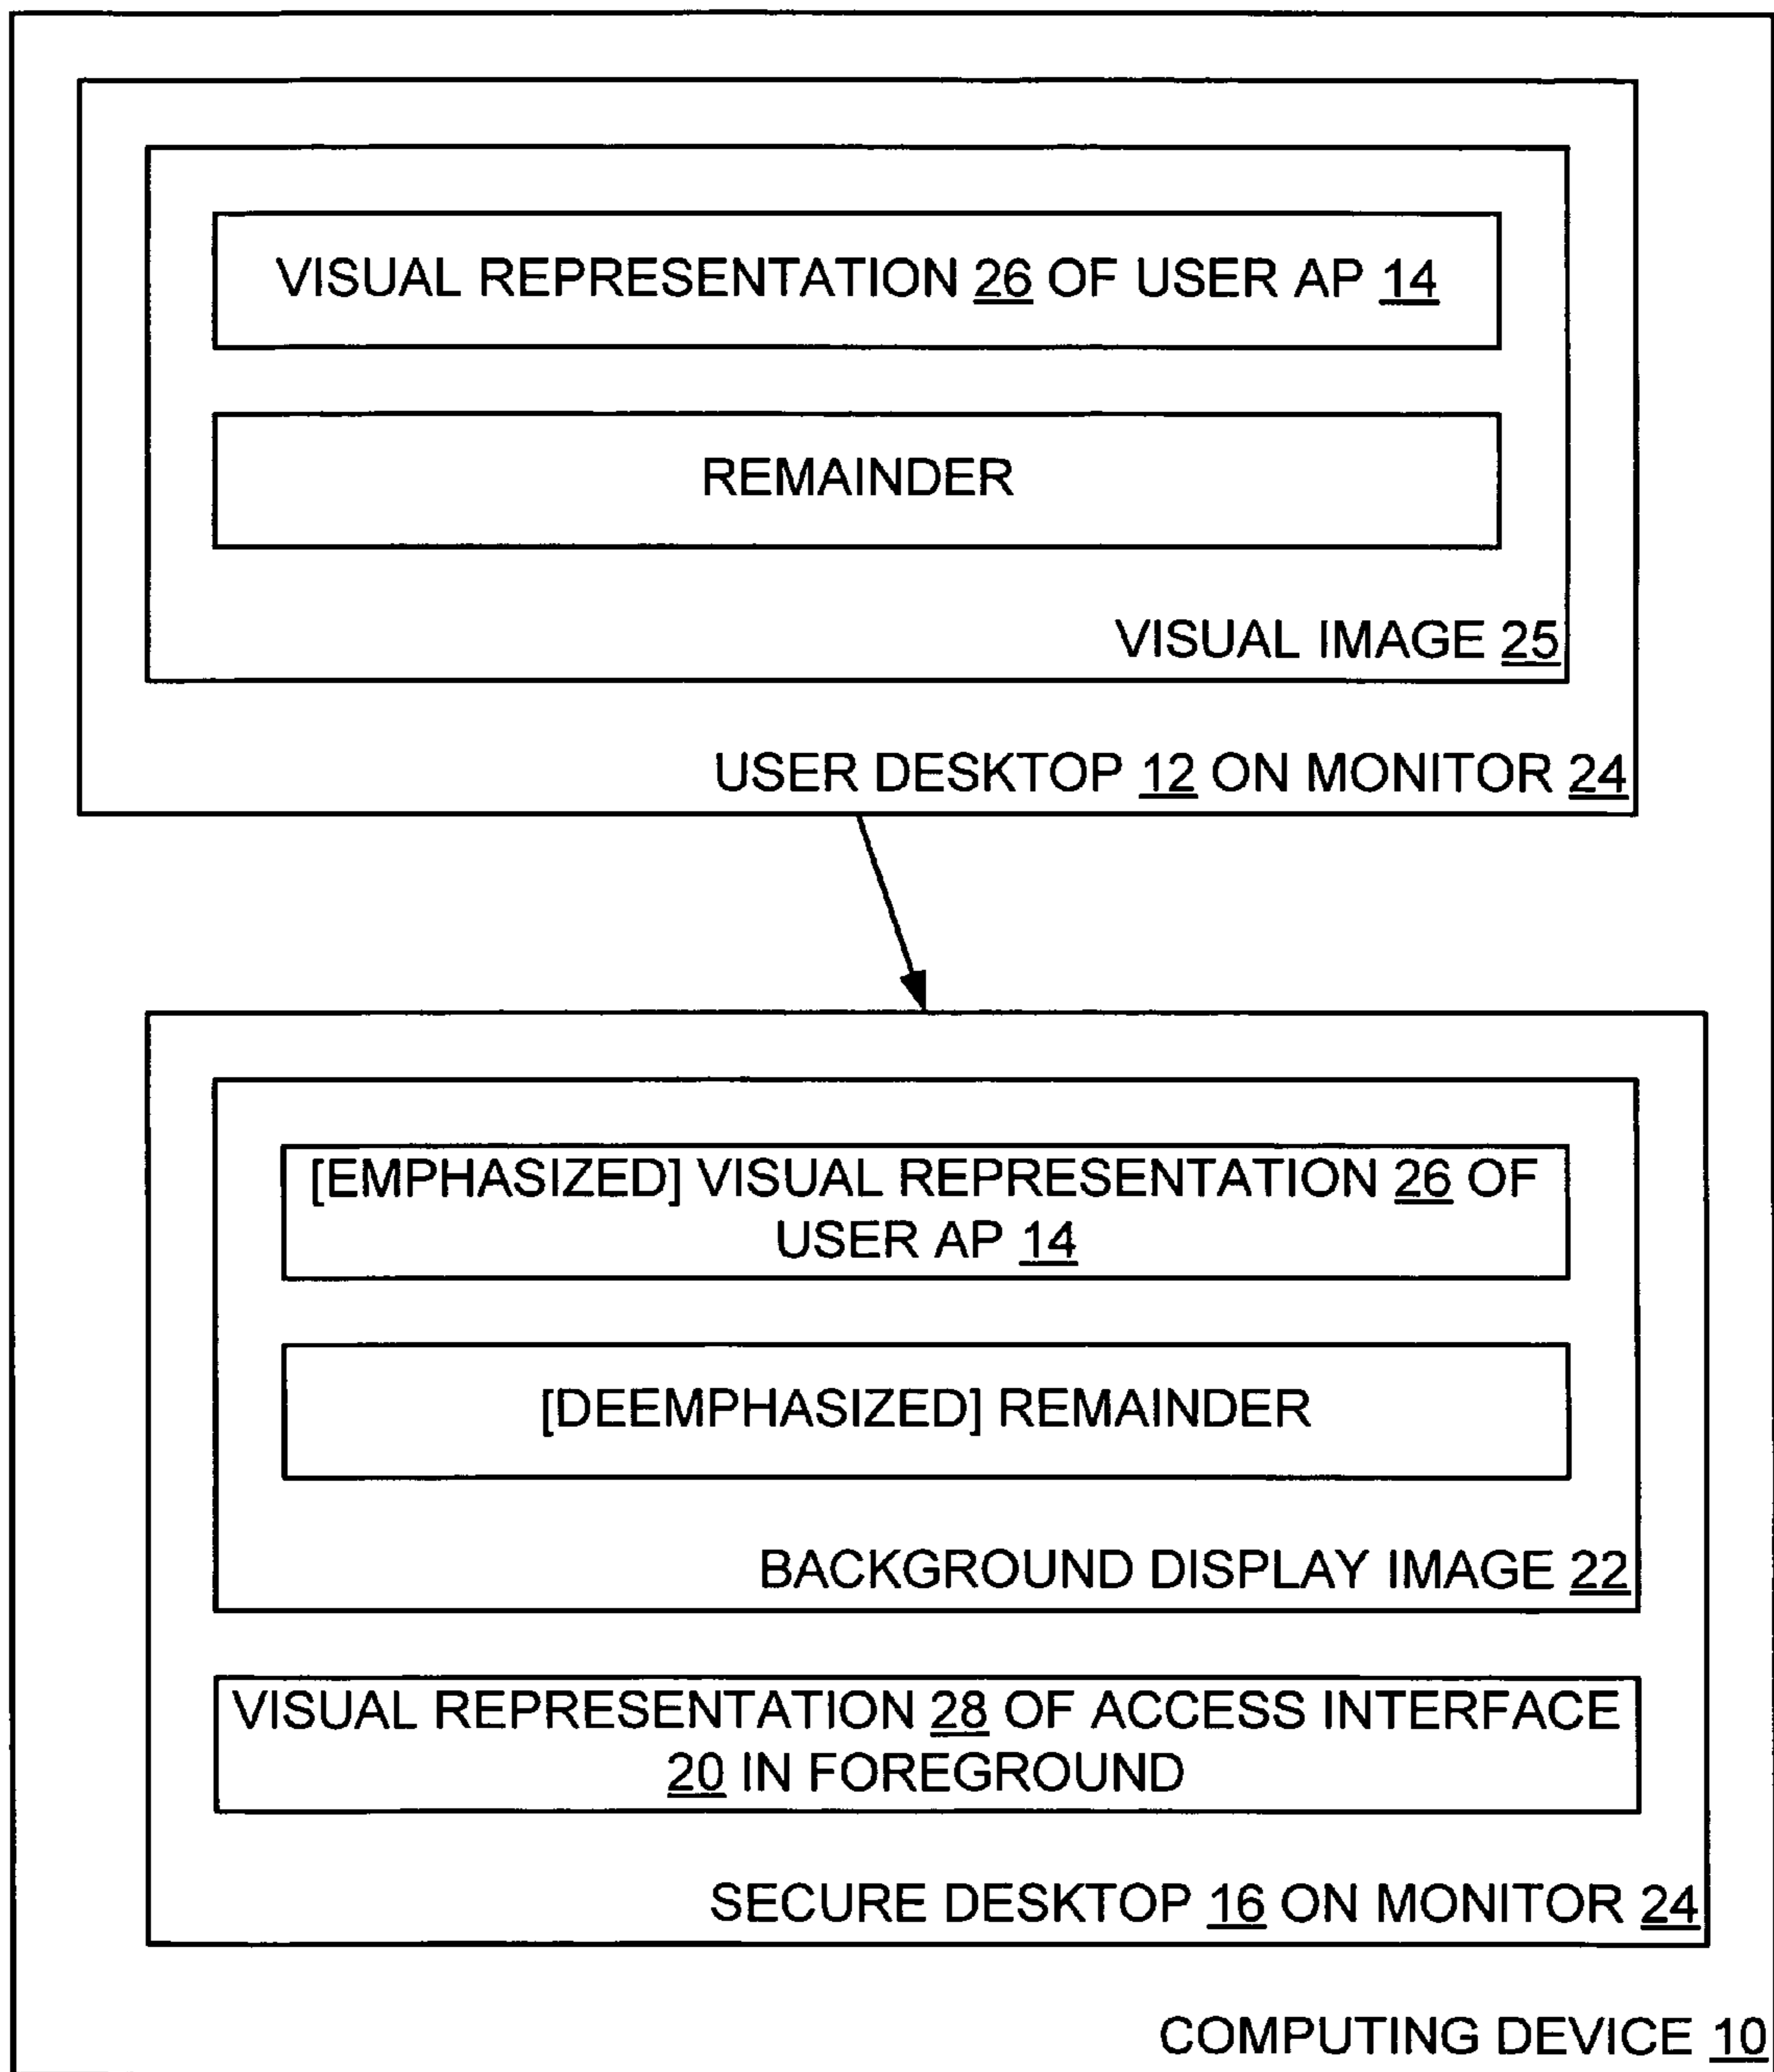 VISUAL REPRESENTATION 26 OF USER AP 14
REMAINDER
VISUAL IMAGE 25
USER DESKTOP 12 ON MONITOR 24
[EMPHASIZED] VISUAL REPRESENTATION 26 OF
USER AP 14
[DEEMPHASIZED] REMAINDER
BACKGROUND DISPLAY IMAGE 22
VISUAL REPRESENTATION 28 OF ACCESS INTERFACE
20 IN FOREGROUND
SECURE DESKTOP 16 ON MONITOR 24
COMPUTING DEVICE 10